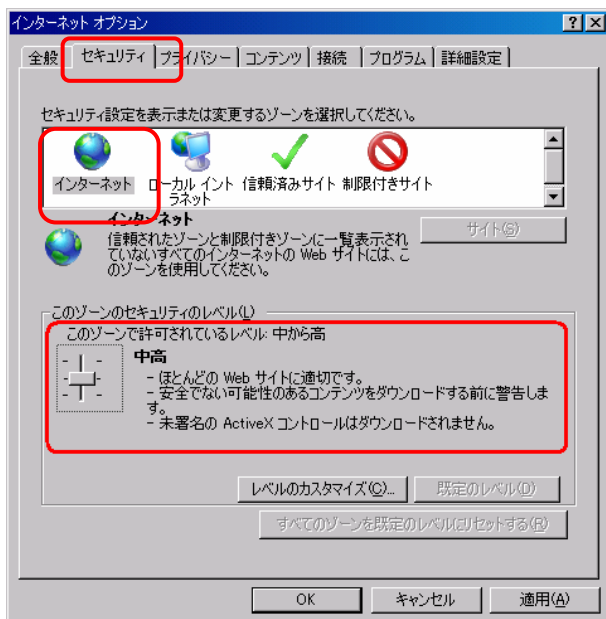 インターネット オプション
全般 セキュリティ プライバシー コンテンツ 接続 プログラム 詳細設定
セキュリティ設定を表示または変更するゾーンを選択してください。
インターネット ローカル イント 信頼済みサイト 制限付きサイト
ラネット
インターネット
サイト(S)
信頼されたゾーンと制限付きゾーンに一覧表示され
ていないすべてのインターネットの Web サイトには、こ
のゾーンを使用してください。
このゾーンのセキュリティのレベル(L)
このゾーンで許可されているレベル: 中から高
中高
- ほとんどの Web サイトに適切です。
- 安全でない可能性のあるコンテンツをダウンロードする前に警告しま
す。
- 未署名の ActiveX コントロールはダウンロードされません。
レベルのカスタマイズ(C)... 既定のレベル(D)
すべてのゾーンを既定のレベルにリセットする(R)
OK キャンセル 適用(A)